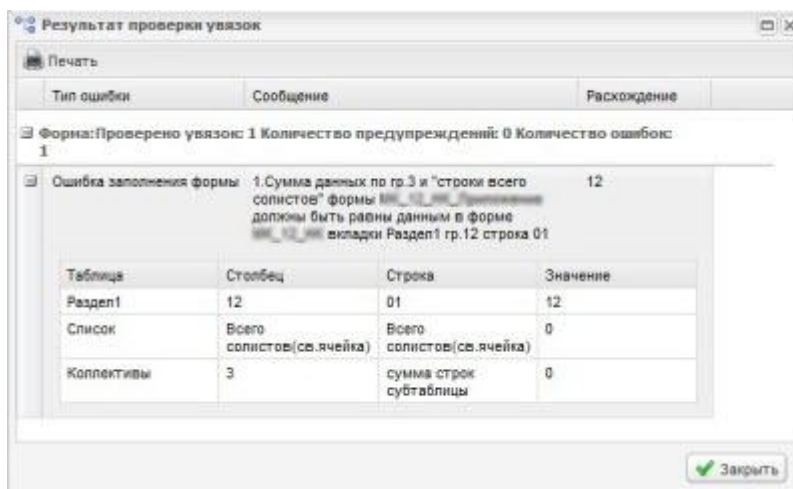 Результат проверки увязок
Печать
Тип ошибки Сообщение Расхождение
Форма:Проверено увязок: 1 Количество предупреждений: 0 Количество ошибок:
1
Ошибка заполнения формы 1.Сумма данных по гр.3 и "строки всего 12
солистов" формы
должны быть равны данным в форме
вкладки Раздел1 гр.12 строка 01
Таблица Столбец Строка Значение
Раздел1 12 01 12
Список Всего Всего 0
солистов(св.ячейка) солистов(св.ячейка)
Коллективы 3 сумма строк 0
субтаблицы
Закрыть